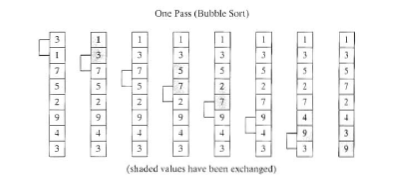 One Pass (Bubble Sort)
3 1 1 1 1 1 1 1
1 3 3 3 3 3 3 3
7 7 7 5 5 5 5 5
5 5 5 7 2 2 2 7
2 2 2 2 7 7 7 2
9 9 9 9 9 9 4 4
4 4 4 4 4 4 9 3
3 3 3 3 3 3 3 9
(shaded values have been exchanged)